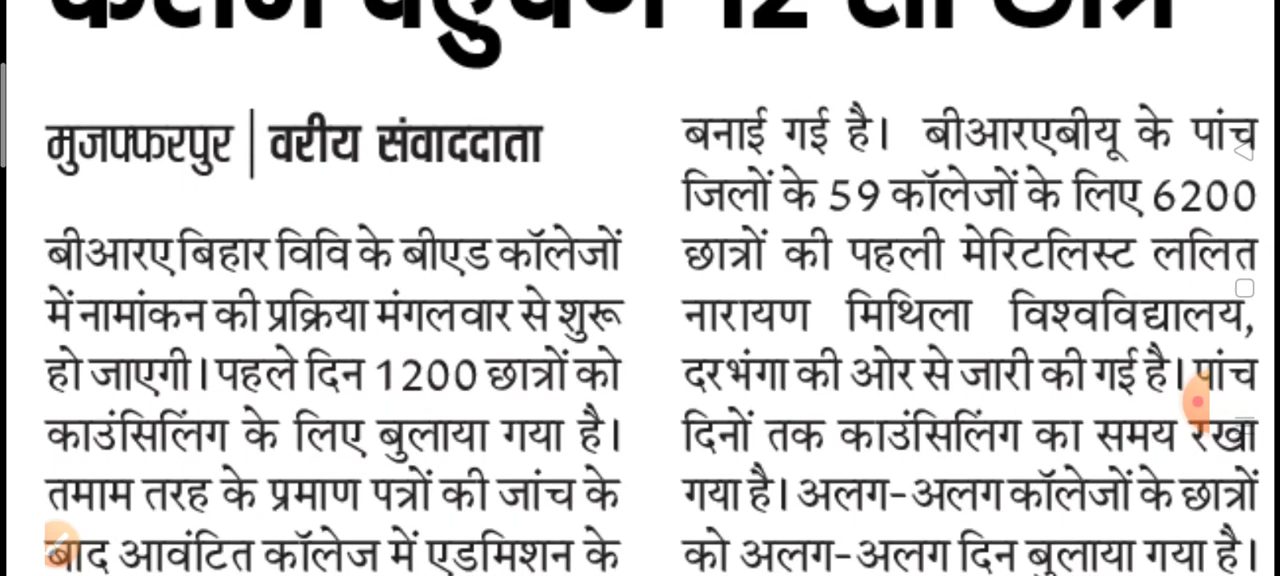 12 सौ छात्र
मुजफ्फरपुर | वरीय संवाददाता
बीआरए बिहार विवि के बीएड कॉलेजों
में नामांकन की प्रक्रिया मंगलवार से शुरू
हो जाएगी। पहले दिन 1200 छात्रों को
काउंसिलिंग के लिए बुलाया गया है।
तमाम तरह के प्रमाण पत्रों की जांच के
बाद आवंटित कॉलेज में एडमिशन के
बनाई गई है। बीआरएबीयू के पांच
जिलों के 59 कॉलेजों के लिए 6200
छात्रों की पहली मेरिटलिस्ट ललित
नारायण मिथिला विश्वविद्यालय,
दरभंगा की ओर से जारी की गई है। पांच
दिनों तक काउंसिलिंग का समय रखा
गया है। अलग-अलग कॉलेजों के छात्रों
को अलग-अलग दिन बुलाया गया है।